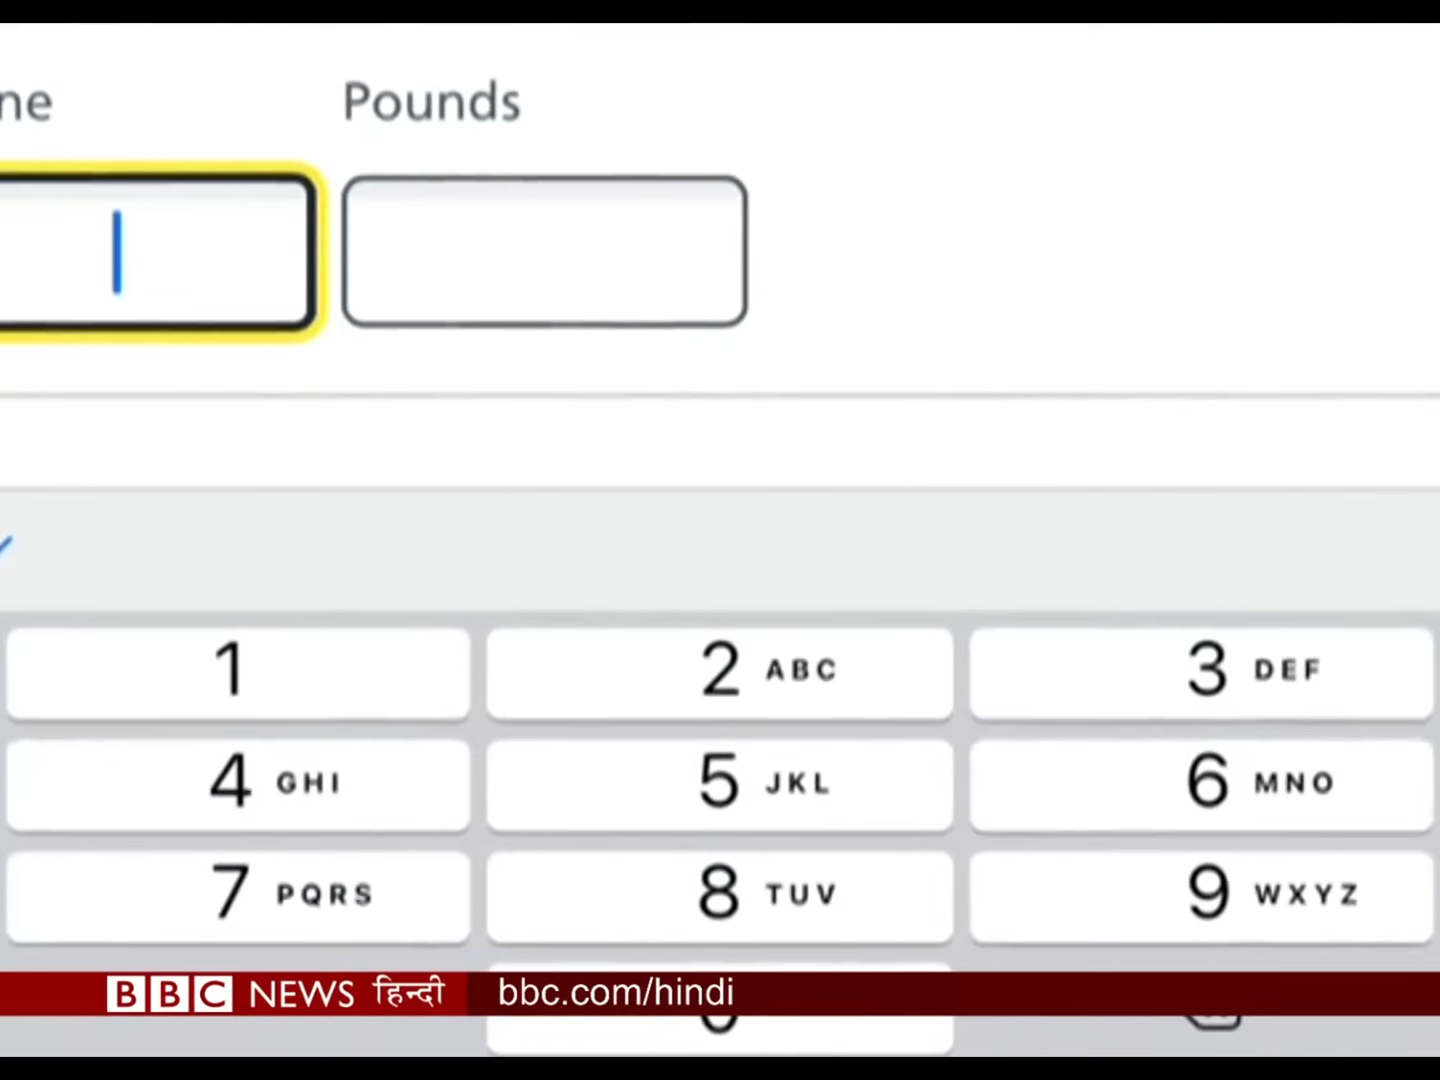 ne Pounds
1 2 ABC 3 DEF
4 GHI 5 JKL 6 MNO
7 PQRS 8 TUV 9 WXYZ
0
BBC NEWS हिन्दी bbc.com/hindi